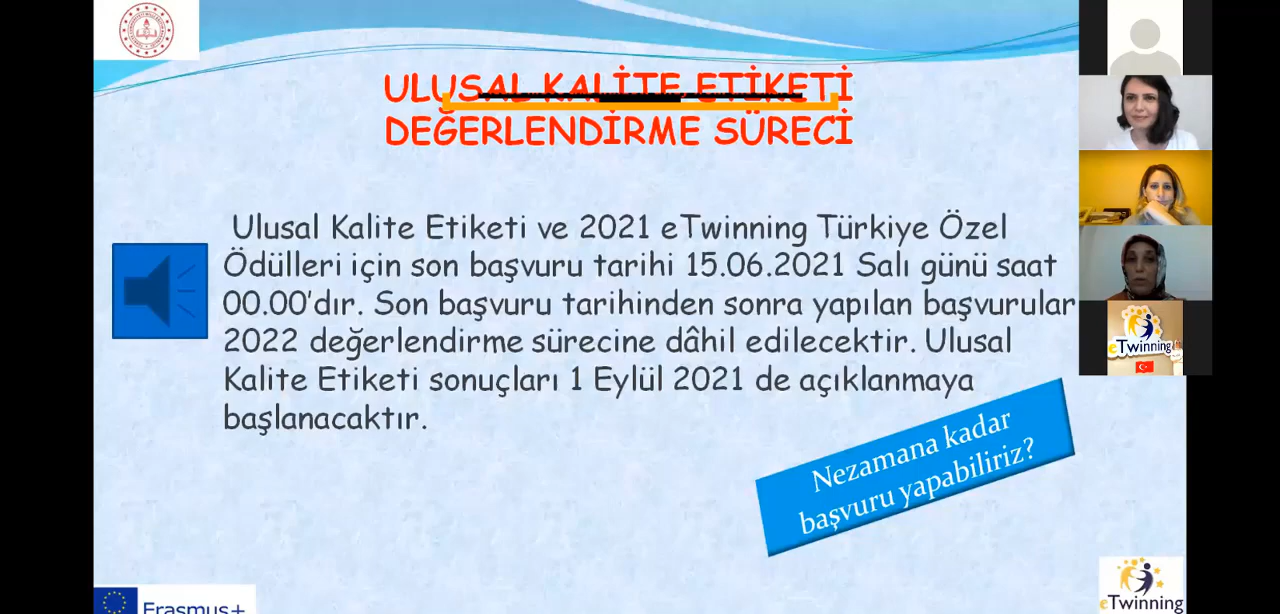 ULUSAL KALİTE ETİKETİ
DEĞERLENDİRME SÜRECİ
Ulusal Kalite Etiketi ve 2021 eTwinning Türkiye Özel
Ödülleri için son başvuru tarihi 15.06.2021 Salı günü saat
00.00’dır. Son başvuru tarihinden sonra yapılan başvurular
2022 değerlendirme sürecine dâhil edilecektir. Ulusal
Kalite Etiketi sonuçları 1 Eylül 2021 de açıklanmaya
başlanacaktır.
Nezamana kadar
başvuru yapabiliriz?
eTwinning
Erasmus+
eTwinning